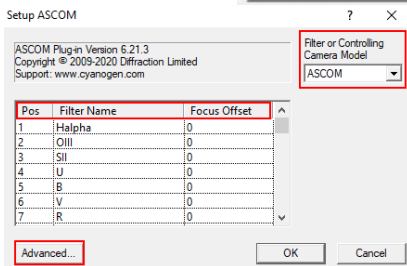 Setup ASCOM ? ×
ASCOM Plug-in Version 6.21.3
Copyright © 2009-2020 Diffraction Limited
Support: www.cyanogen.com
Filter or Controlling
Camera Model
ASCOM
Pos Filter Name Focus Offset
1 Halpha 0
2 OIII 0
3 SII 0
4 U 0
5 B 0
6 V 0
7 R 0
Advanced... OK Cancel